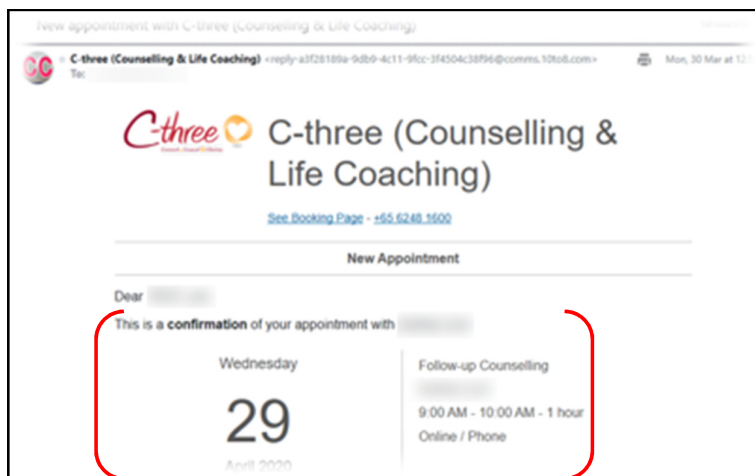 New appointment with C-three (Counselling & Life Coaching)
CC
C-three (Counselling & Life Coaching) <reply-a3f28189a-9db9-4c11-9fcc-3f4504c38f96@comms.10to8.com>
Mon, 30 Mar at 12:
To:
C-three
C-three (Counselling &
Life Coaching)
See Booking Page - +65 6248 1600
New Appointment
Dear
This is a confirmation of your appointment with
Wednesday
29
April 2020
Follow-up Counselling
9:00 AM - 10:00 AM - 1 hour
Online / Phone